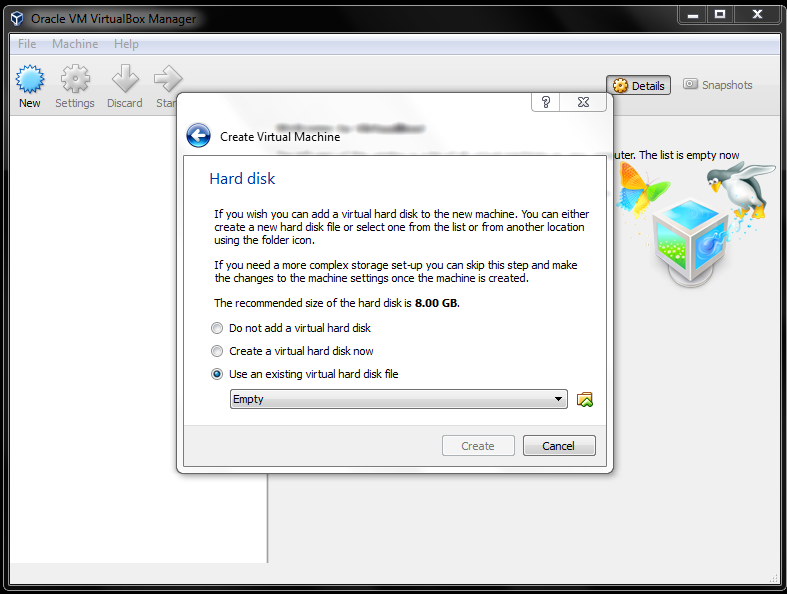 Oracle VM VirtualBox Manager
File Machine Help
New Settings Discard Star
Details Snapshots
Create Virtual Machine
uter. The list is empty now
Hard disk
If you wish you can add a virtual hard disk to the new machine. You can either
create a new hard disk file or select one from the list or from another location
using the folder icon.
If you need a more complex storage set-up you can skip this step and make
the changes to the machine settings once the machine is created.
The recommended size of the hard disk is 8.00 GB.
Do not add a virtual hard disk
Create a virtual hard disk now
Use an existing virtual hard disk file
Empty
Create Cancel